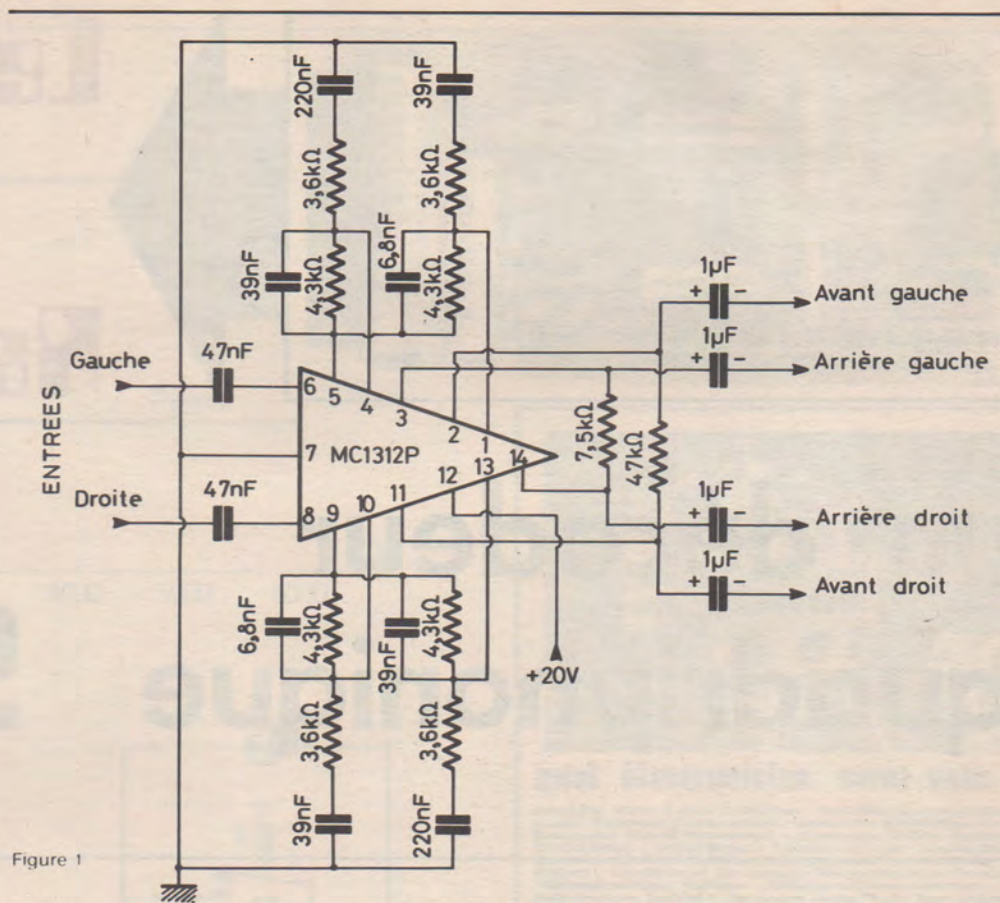 220nF
39nF
3,6kΩ
3,6kΩ
39nF
4,3kΩ
6,8nF
4,3kΩ
1µF
+ -
Avant gauche
1µF
+ -
Arrière gauche
ENTREES
Gauche
47nF
6
5
4
3
2
1
7
MC1312P
14
13
12
11
10
9
8
Droite
47nF
7,5kΩ
47kΩ
1µF
+ -
Arrière droit
1µF
+ -
Avant droit
+20V
6,8nF
4,3kΩ
39nF
4,3kΩ
3,6kΩ
3,6kΩ
39nF
220nF
Figure 1